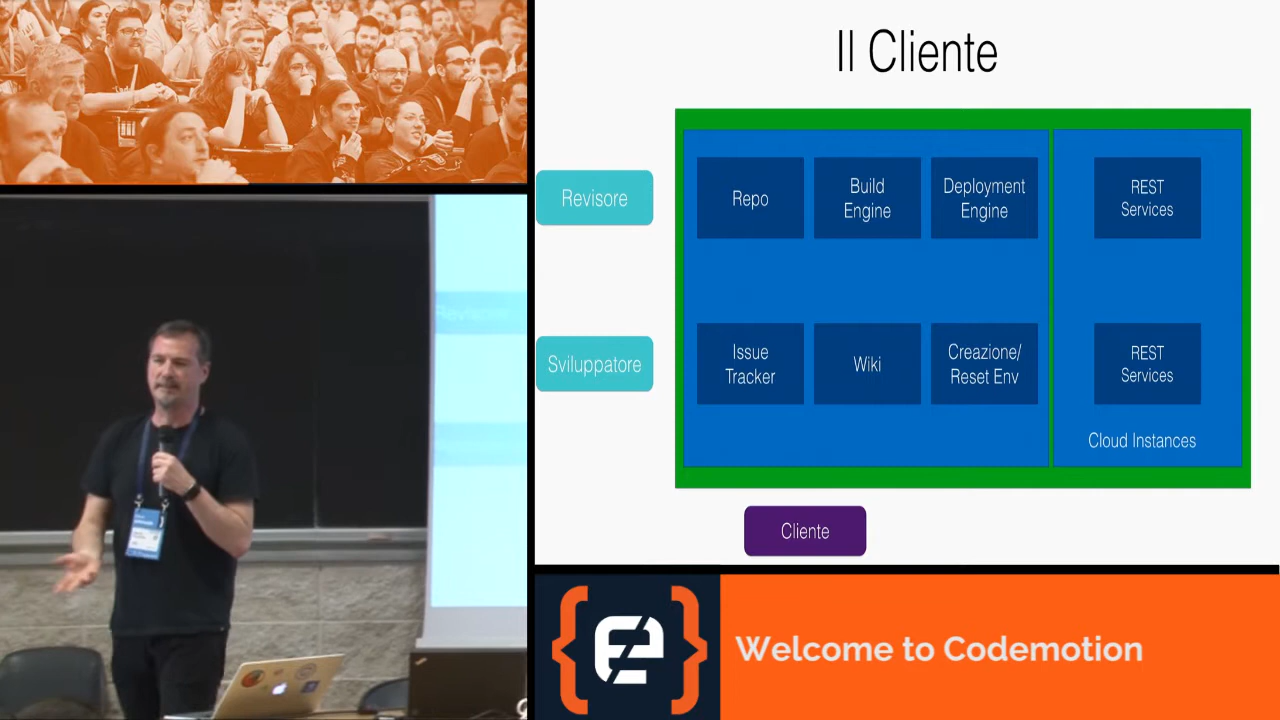 Il Cliente
Revisore
Repo
Build
Engine
Deployment
Engine
REST
Services
Sviluppatore
Issue
Tracker
Wiki
Creazione/
Reset Env
REST
Services
Cloud Instances
Cliente
Welcome to Codemotion